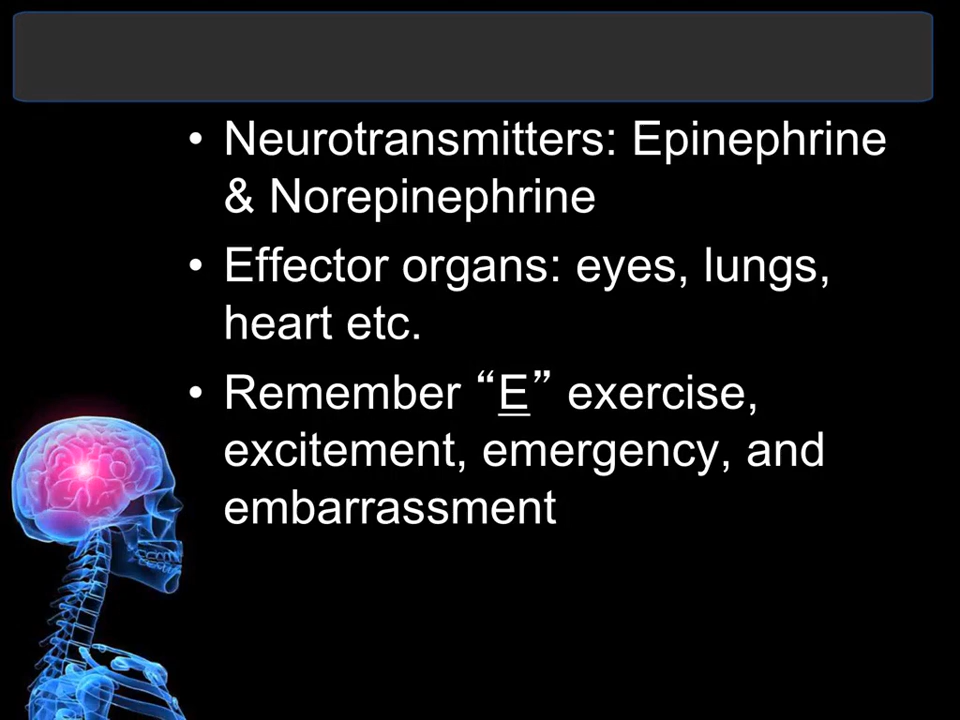 • Neurotransmitters: Epinephrine
& Norepinephrine
• Effector organs: eyes, lungs,
heart etc.
• Remember “E” exercise,
excitement, emergency, and
embarrassment